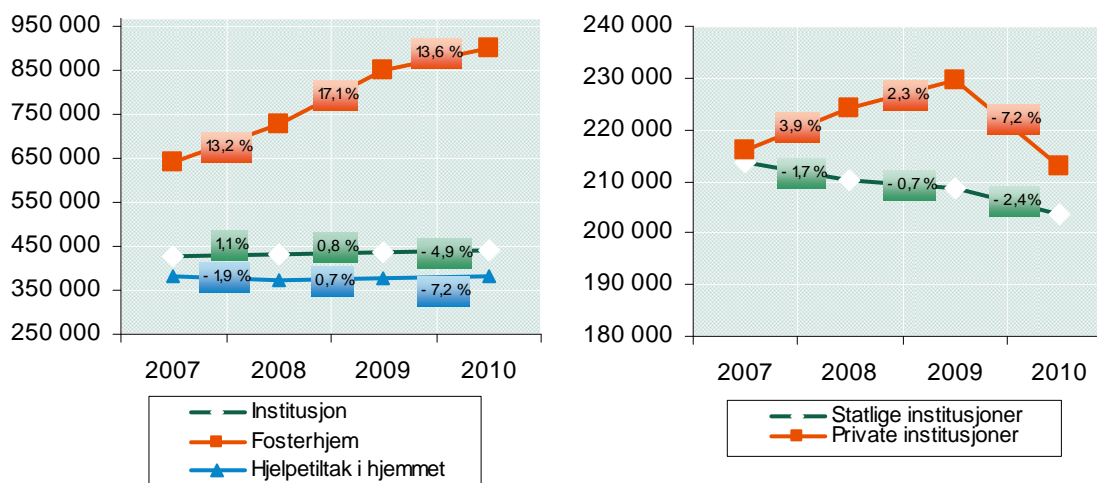 950 000
850 000
750 000
650 000
550 000
450 000
350 000
250 000
13,2 %
17,1 %
13,6 %
1,1%
0,8 %
- 4,9 %
- 1,9 %
0,7 %
- 7,2 %
2007 2008 2009 2010
Institusjon
Fosterhjem
Hjelpetiltak i hjemmet
240 000
230 000
220 000
210 000
200 000
190 000
180 000
3,9 %
2,3 %
- 7,2 %
- 1,7 %
- 0,7 %
- 2,4%
2007 2008 2009 2010
Statlige institusjoner
Private institusjoner